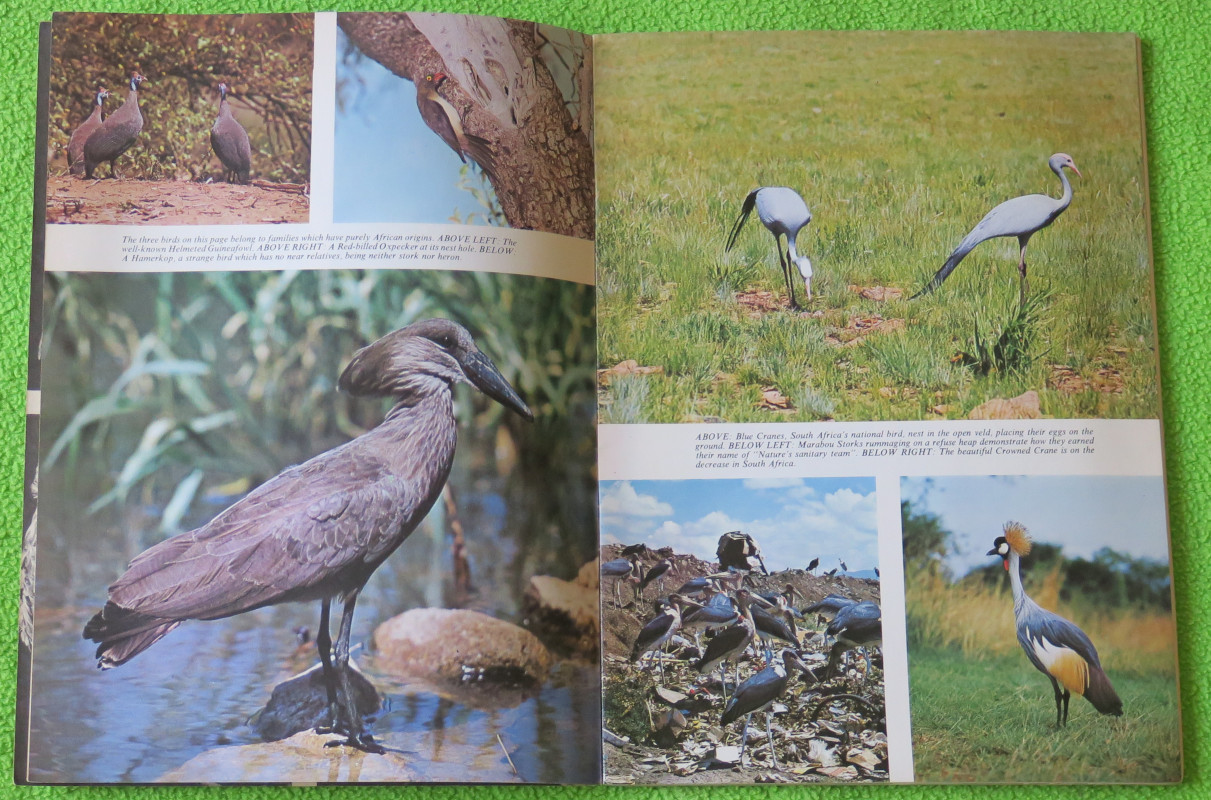 The three birds on this page belong to families which have purely African origins. ABOVE LEFT: The
well-known Helmeted Guineafowl. ABOVE RIGHT: A Red-billed Oxpecker at its nest hole. BELOW
A Hamerkop, a strange bird which has no near relatives, being neither stork nor heron.
ABOVE: Blue Cranes, South Africa's national bird, nest in the open veld, placing their eggs on the
ground. BELOW LEFT: Marabou Storks rummaging on a refuse heap demonstrate how they earned
their name of "Nature's sanitary team". BELOW RIGHT: The beautiful Crowned Crane is on the
decrease in South Africa.